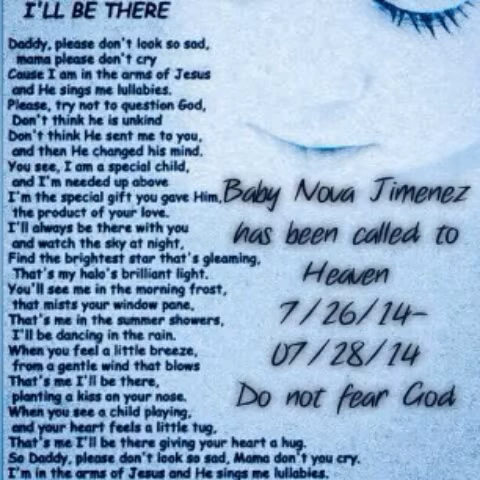 I'LL BE THERE
Daddy, please don't look so sad,
mama please don't cry
Cause I am in the arms of Jesus
and He sings me lullabies.
Please, try not to question God,
Don't think he is unkind
Don't think He sent me to you,
and then He changed his mind.
You see, I am a special child,
and I'm needed up above
I'm the special gift you gave Him,
the product of your love.
I'll always be there with you
and watch the sky at night,
Find the brightest star that's gleaming,
That's my halo's brilliant light.
You'll see me in the morning frost,
that mists your window pane,
That's me in the summer showers,
I'll be dancing in the rain.
When you feel a little breeze,
from a gentle wind that blows
That's me I'll be there,
planting a kiss on your nose.
When you see a child playing,
and your heart feels a little tug,
That's me I'll be there giving your heart a hug.
So Daddy, please don't look so sad, Mama don't you cry.
I'm in the arms of Jesus and He sings me lullabies.
Baby Nova Jimenez
has been called to
Heaven
7/26/14-
07/28/14
Do not fear God